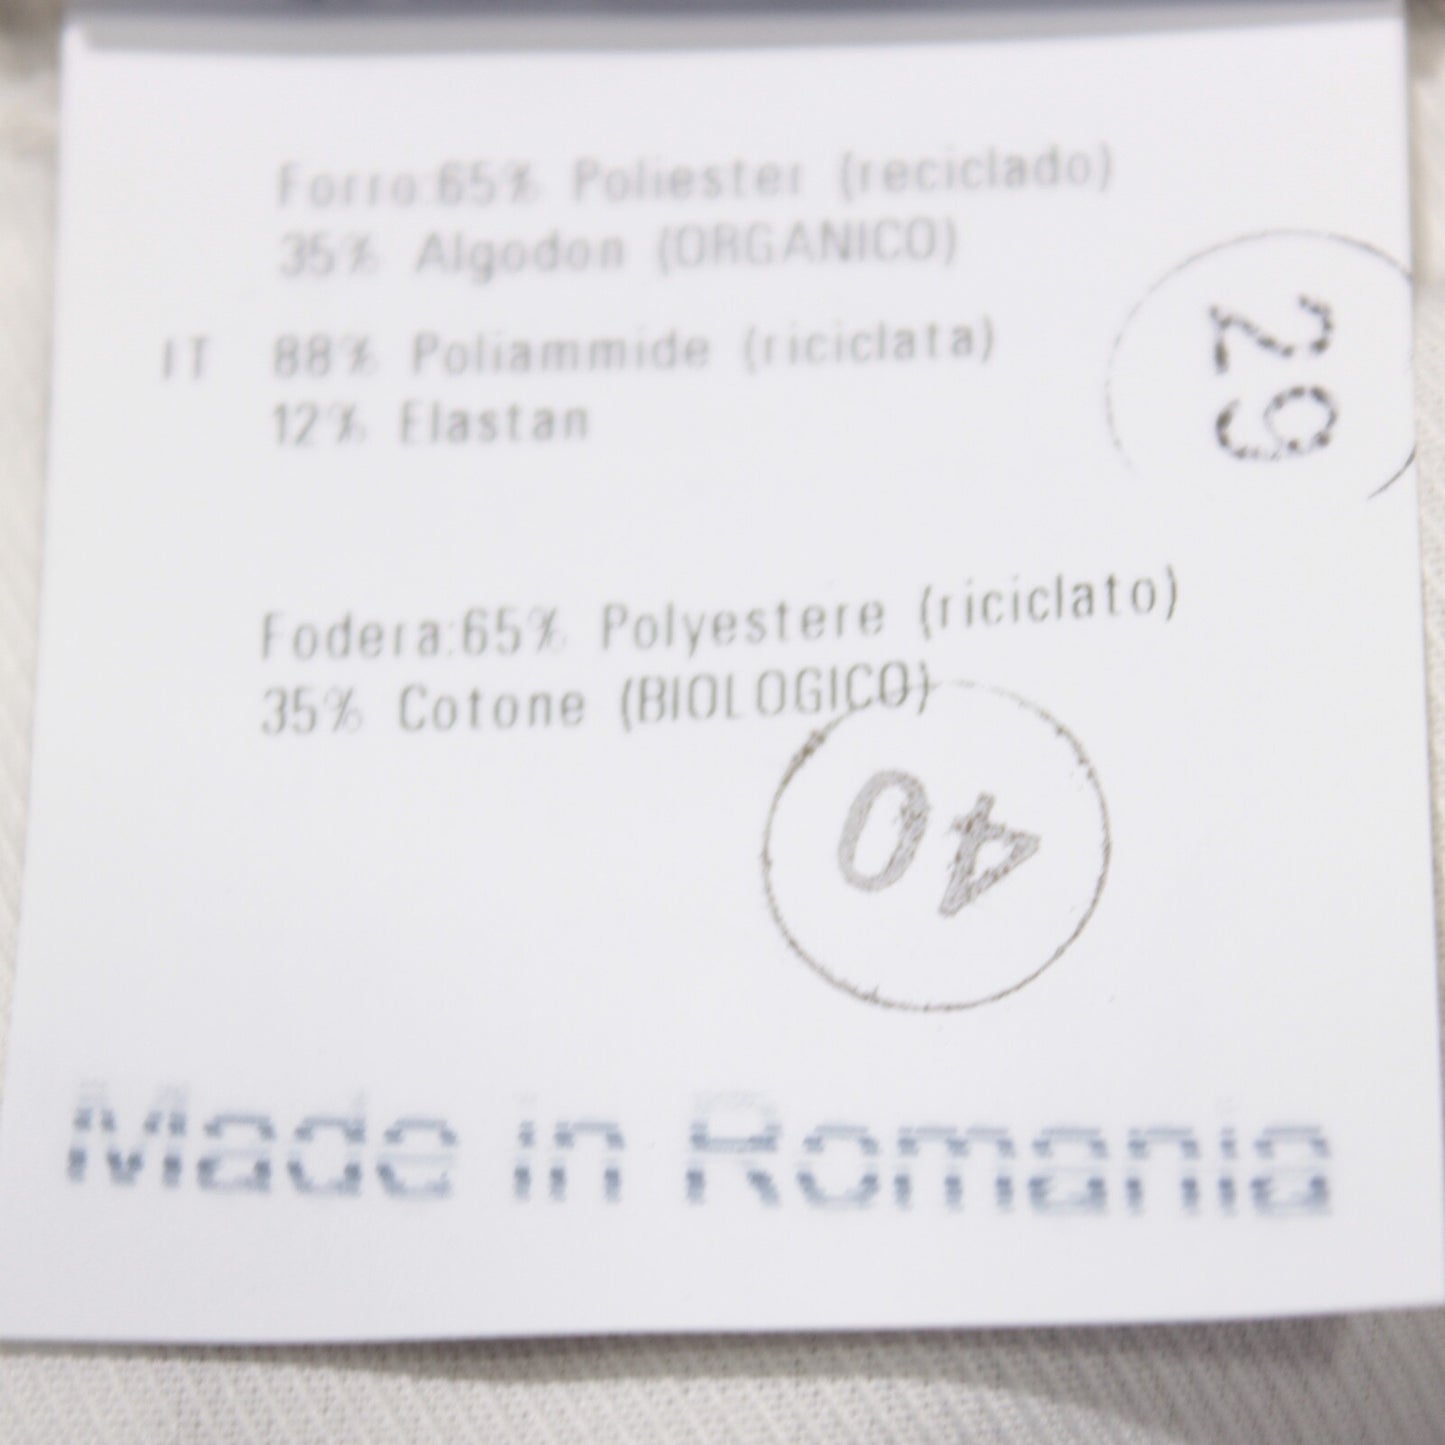 Forro:65% Poliester (reciclado)
35% Algodon (ORGANICO)
IT 88% Poliammide (riciclata)
12% Elastan
29
Fodera:65% Polyestere (riciclato)
35% Cotone (BIOLOGICO)
40
Made in Romania